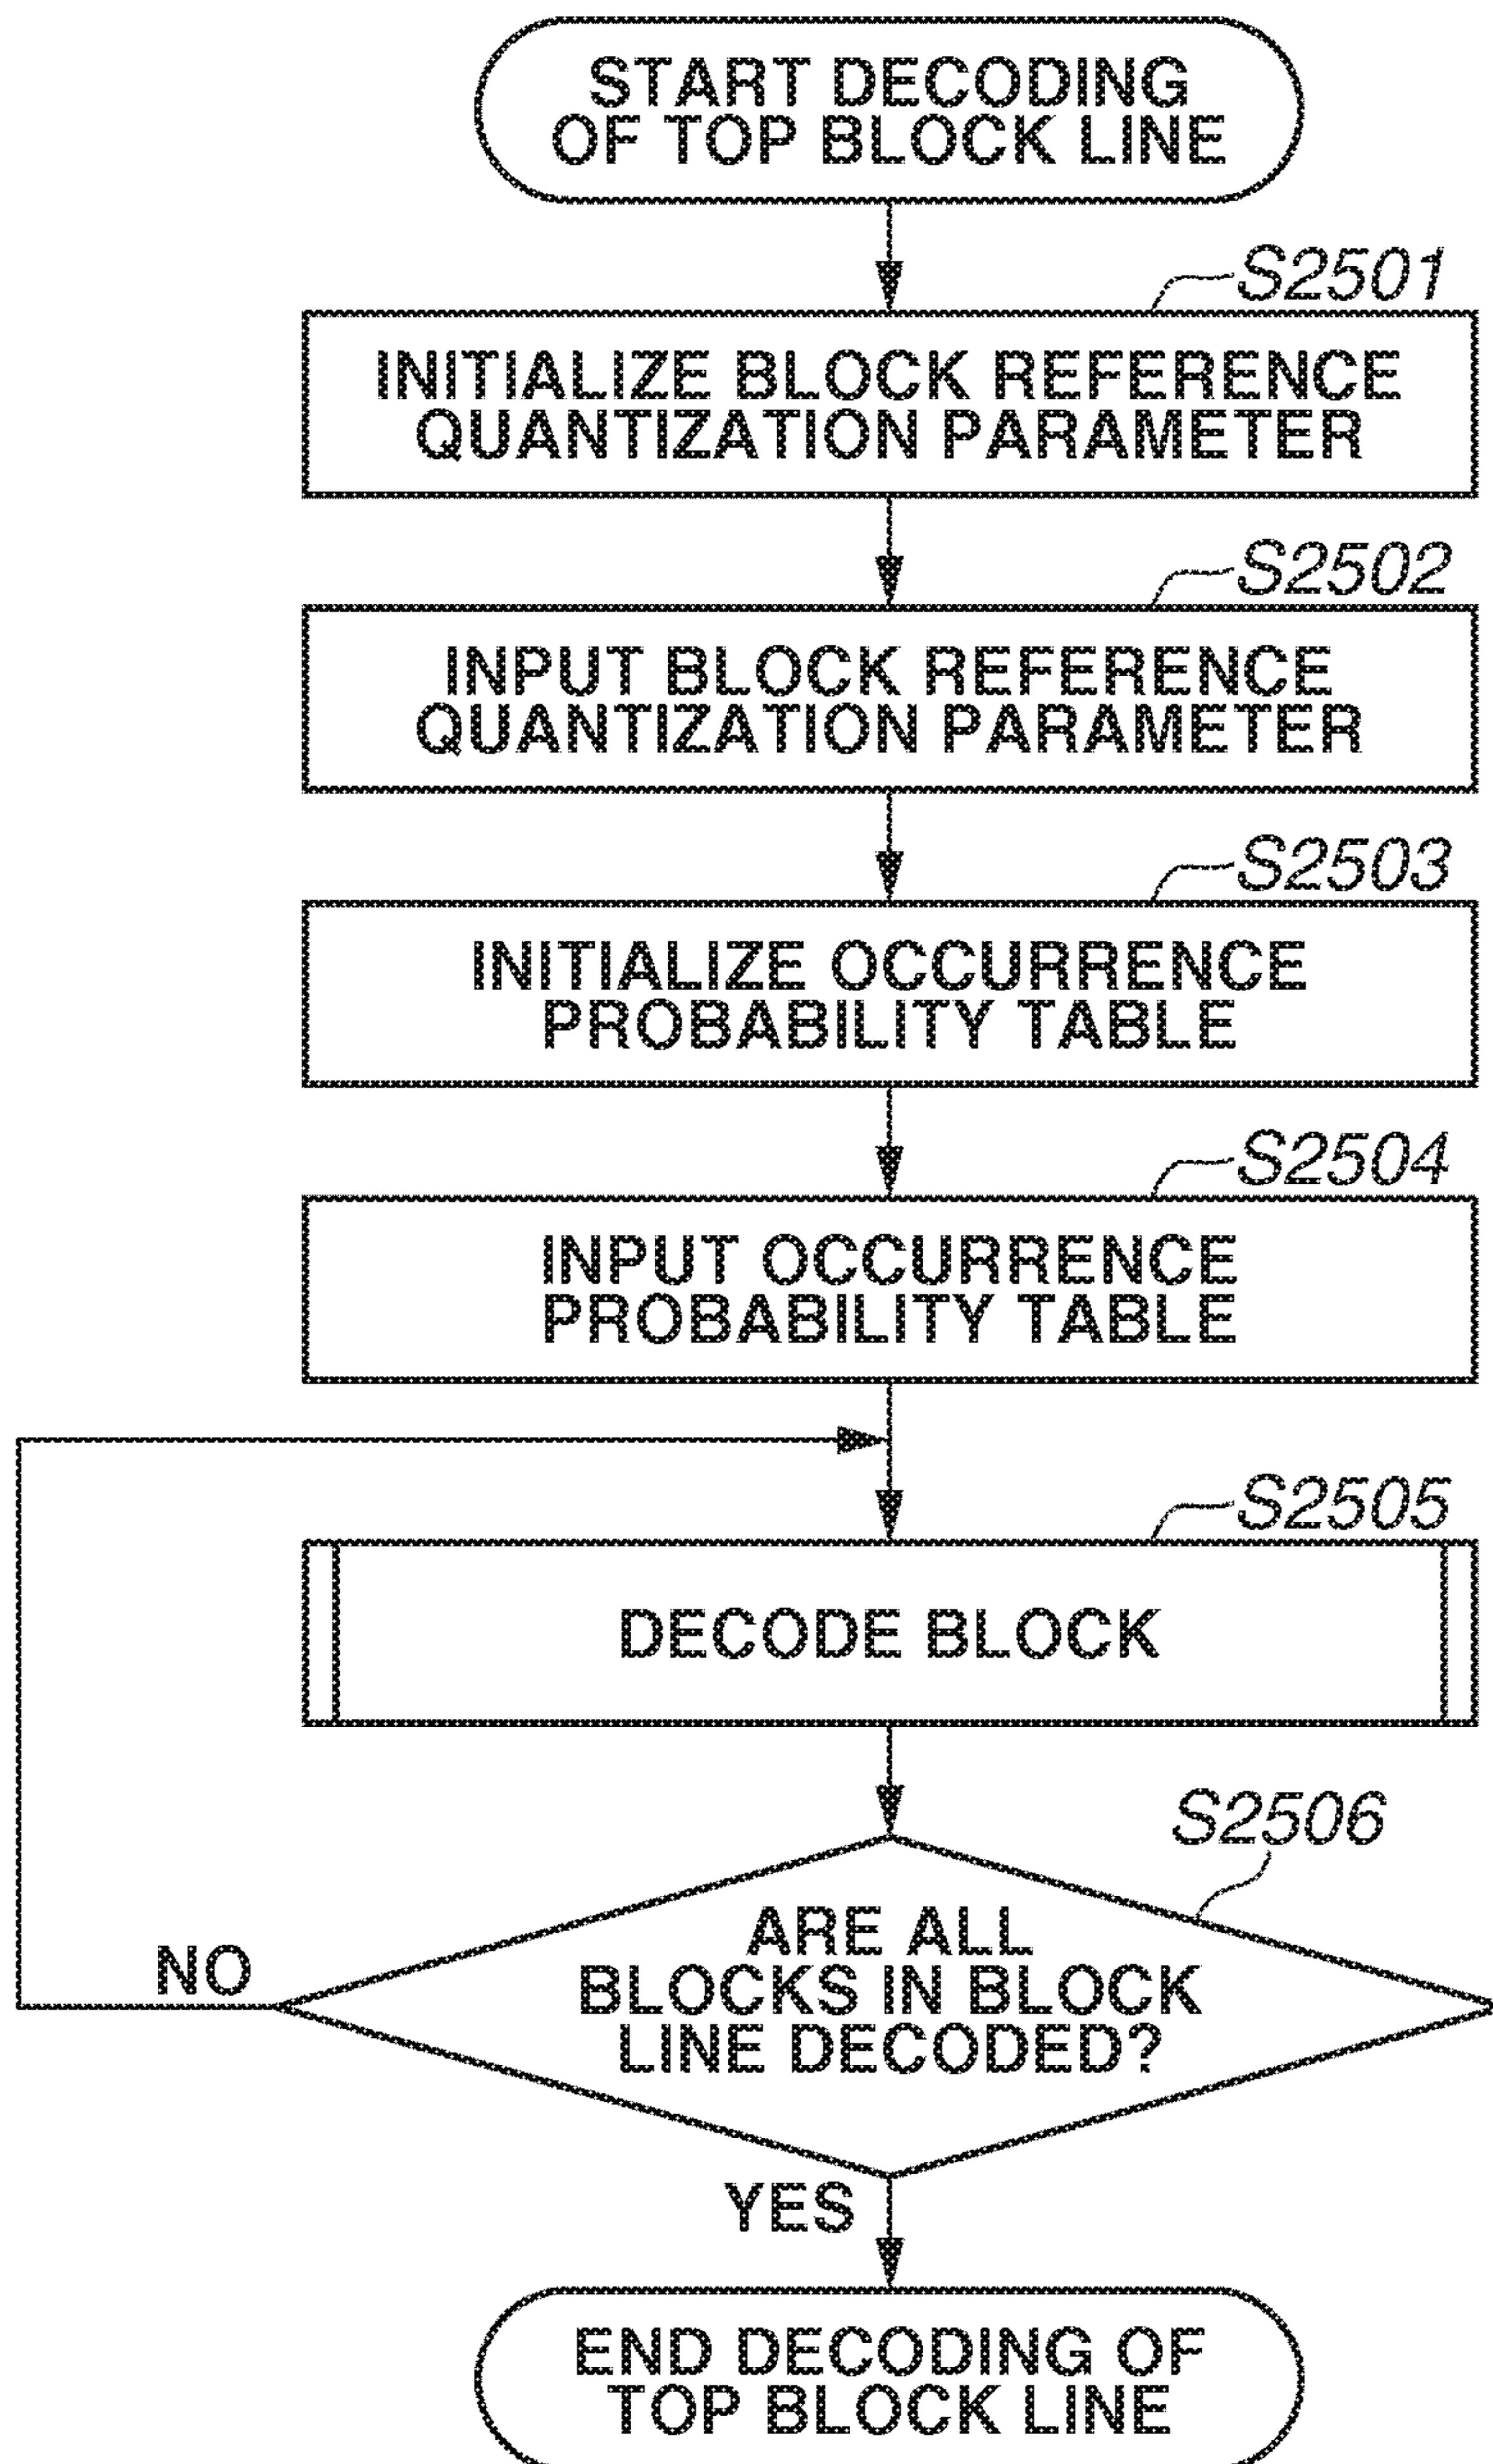 START DECODING
OF TOP BLOCK LINE
S2501
INITIALIZE BLOCK REFERENCE
QUANTIZATION PARAMETER
S2502
INPUT BLOCK REFERENCE
QUANTIZATION PARAMETER
S2503
INITIALIZE OCCURRENCE
PROBABILITY TABLE
S2504
INPUT OCCURRENCE
PROBABILITY TABLE
S2505
DECODE BLOCK
S2506
ARE ALL
BLOCKS IN BLOCK
LINE DECODED?
NO
YES
END DECODING OF
TOP BLOCK LINE